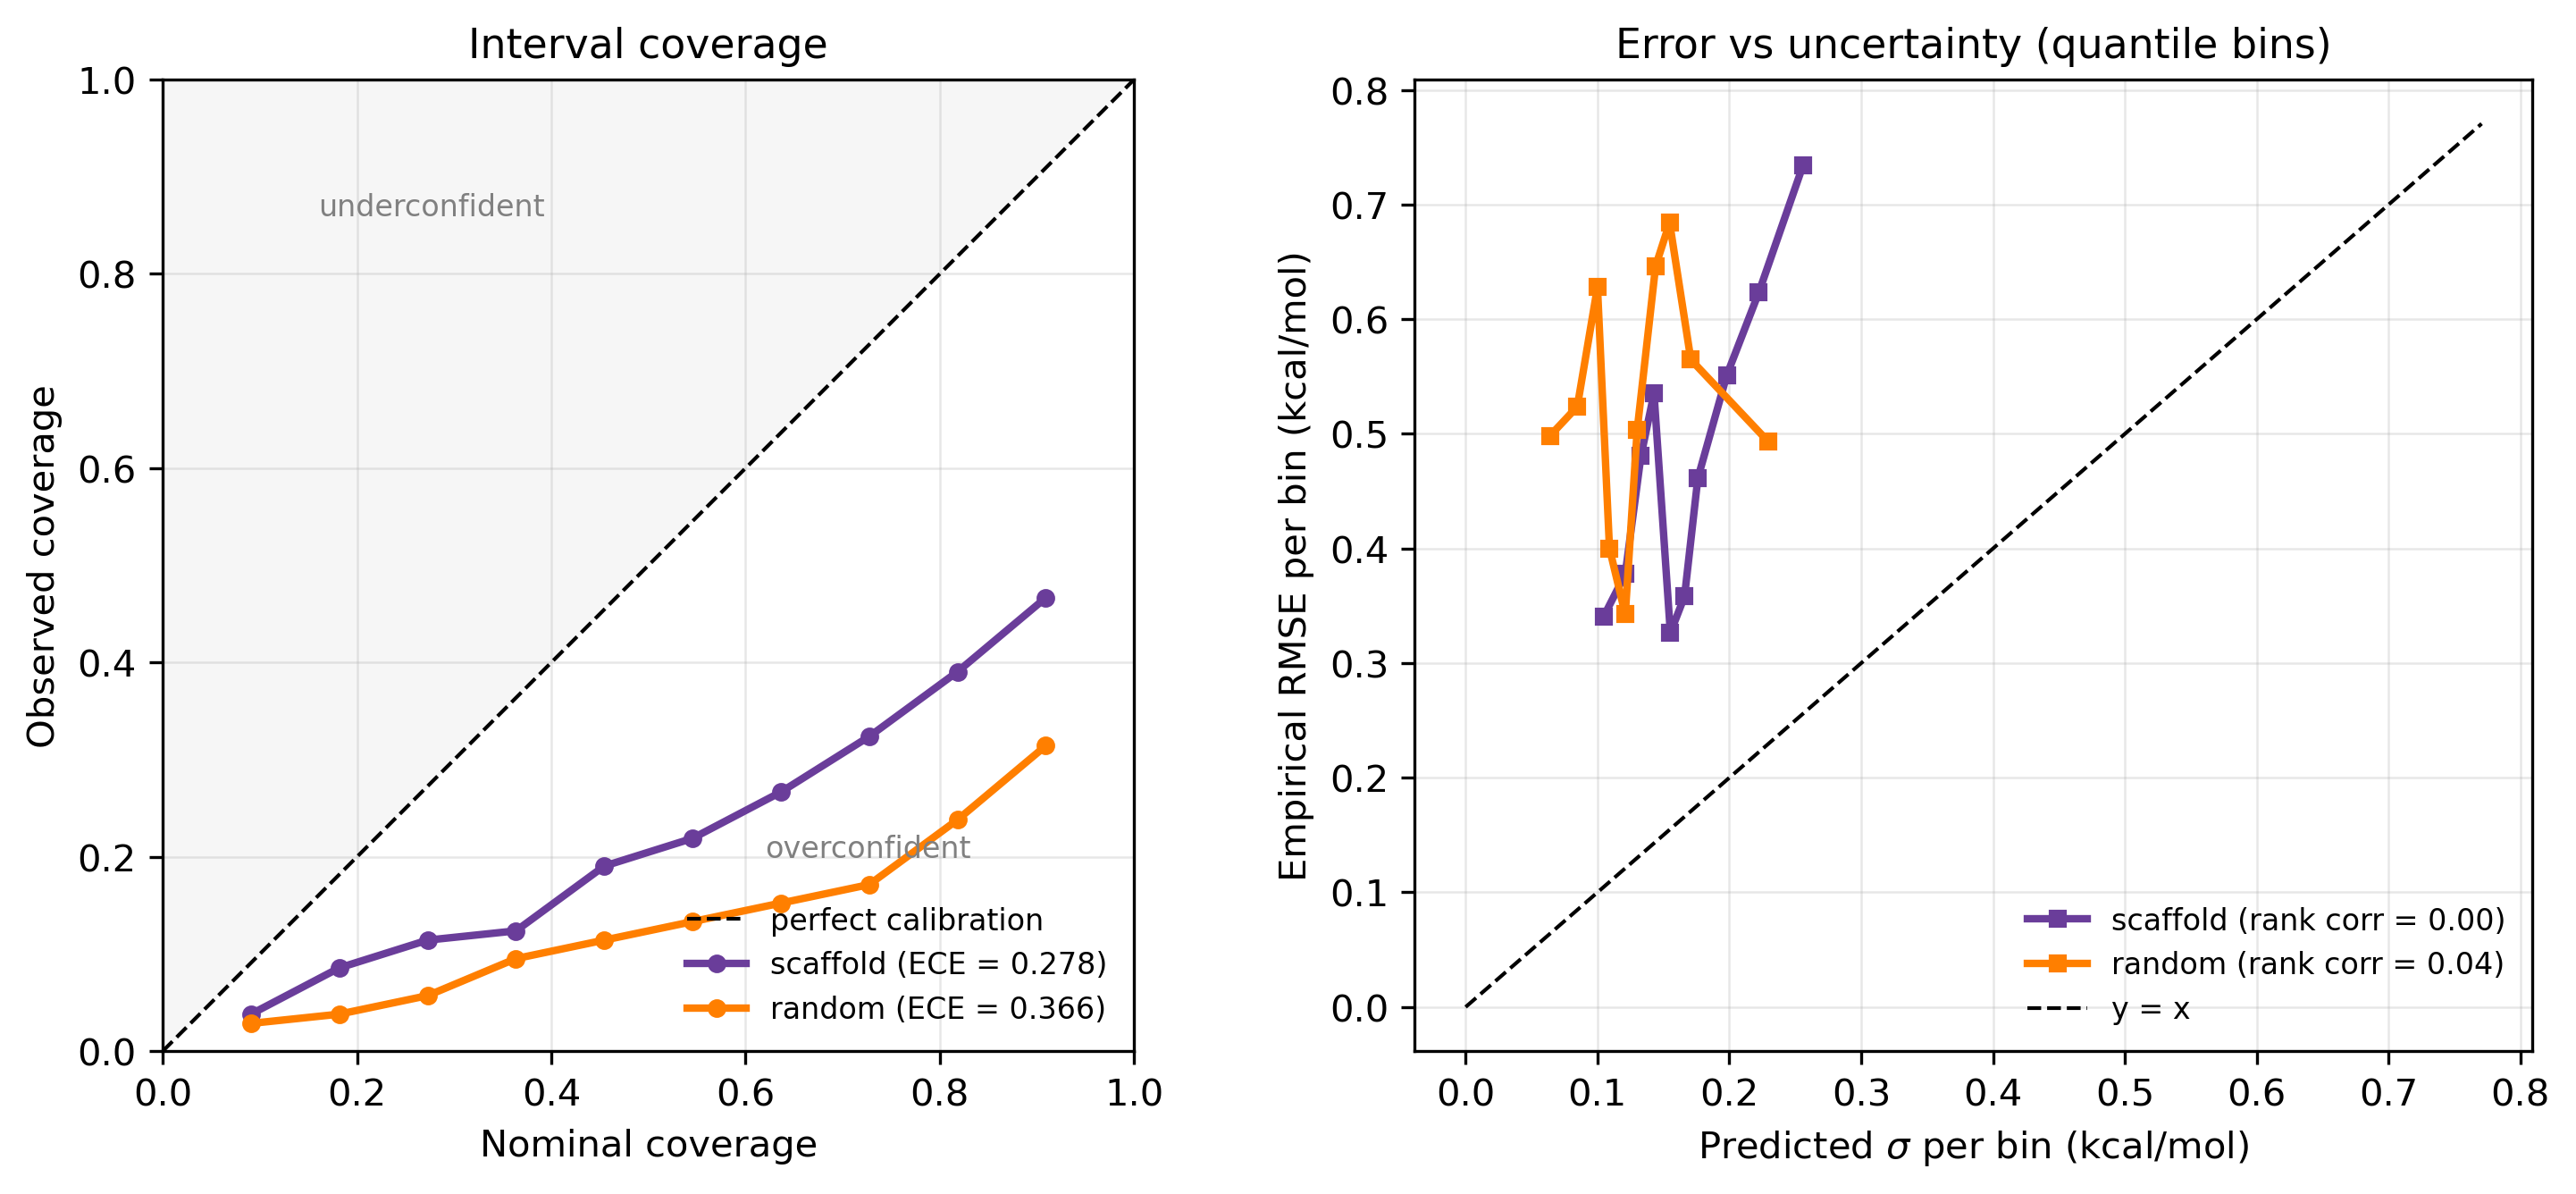 Interval coverage
1.0
0.8
0.6
0.4
0.2
0.0
Observed coverage
underconfident
overconfident
perfect calibration
scaffold (ECE = 0.278)
random (ECE = 0.366)
0.0 0.2 0.4 0.6 0.8 1.0
Nominal coverage
Error vs uncertainty (quantile bins)
0.8
0.7
0.6
0.5
0.4
0.3
0.2
0.1
0.0
Empirical RMSE per bin (kcal/mol)
scaffold (rank corr = 0.00)
random (rank corr = 0.04)
y = x
0.0 0.1 0.2 0.3 0.4 0.5 0.6 0.7 0.8
Predicted σ per bin (kcal/mol)